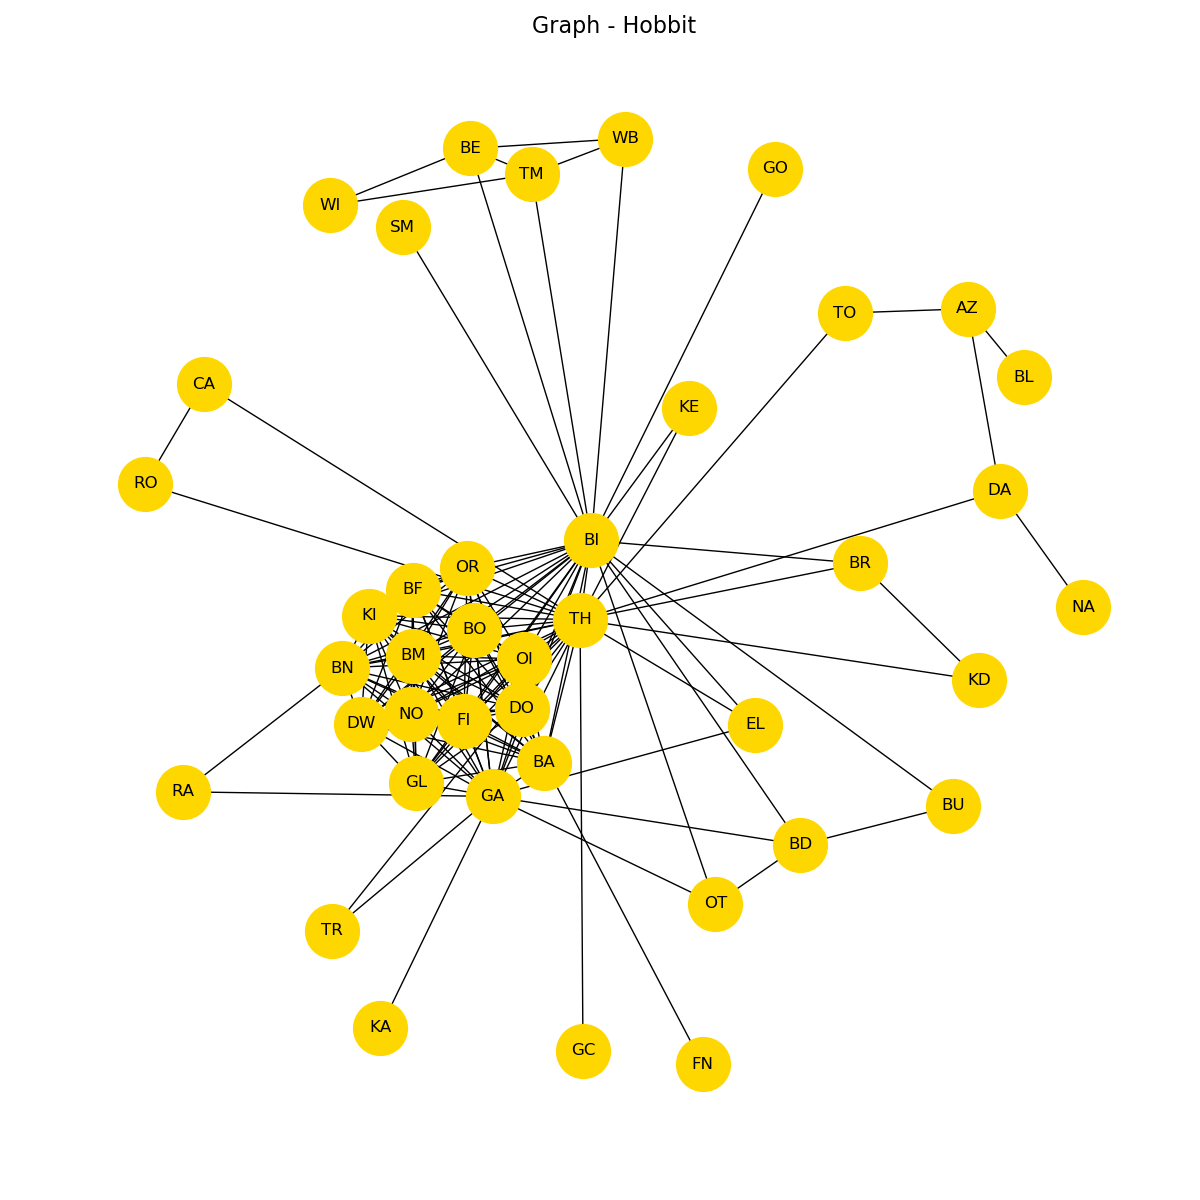 Graph - Hobbit
WB
BE
GO
TM
WI
SM
AZ
TO
BL
CA
KE
RO
DA
BI
BR
OR
BF
NA
KI
TH
BO
BM
OI
BN
KD
DO
NO
FI
DW
EL
BA
GL
RA
GA
BU
BD
OT
TR
KA
GC
FN